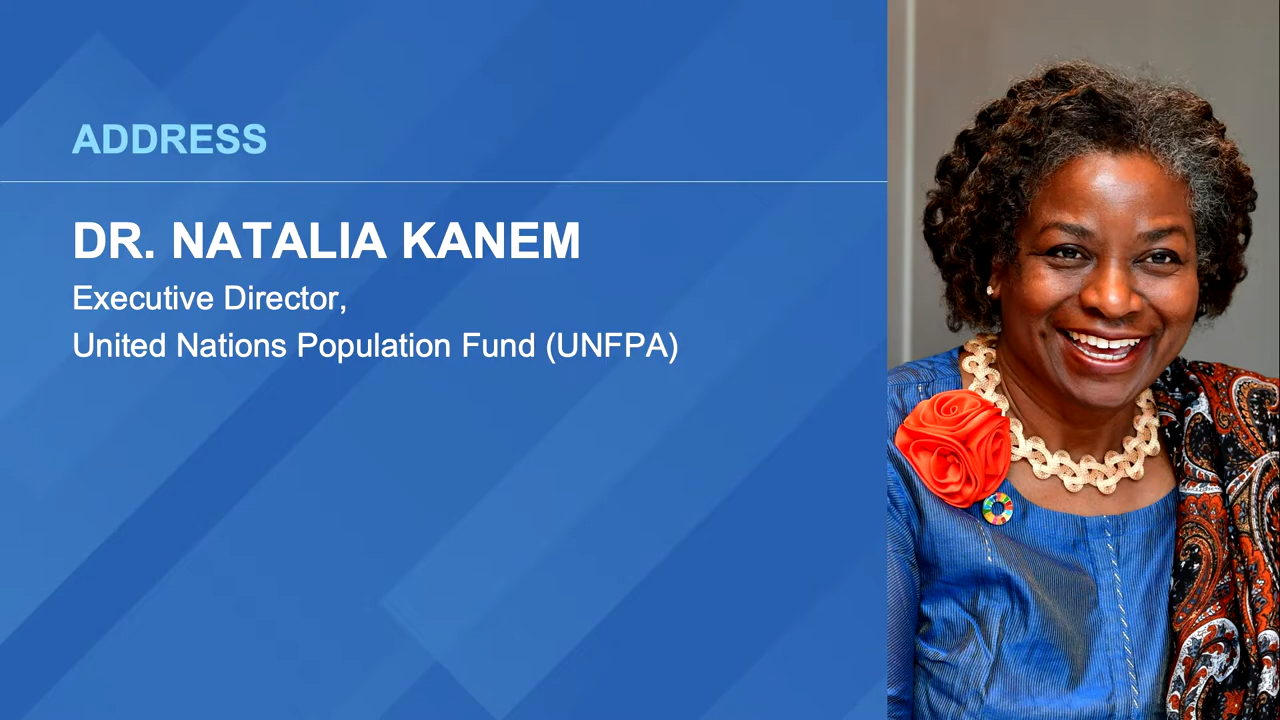 ADDRESS
DR. NATALIA KANEM
Executive Director,
United Nations Population Fund (UNFPA)